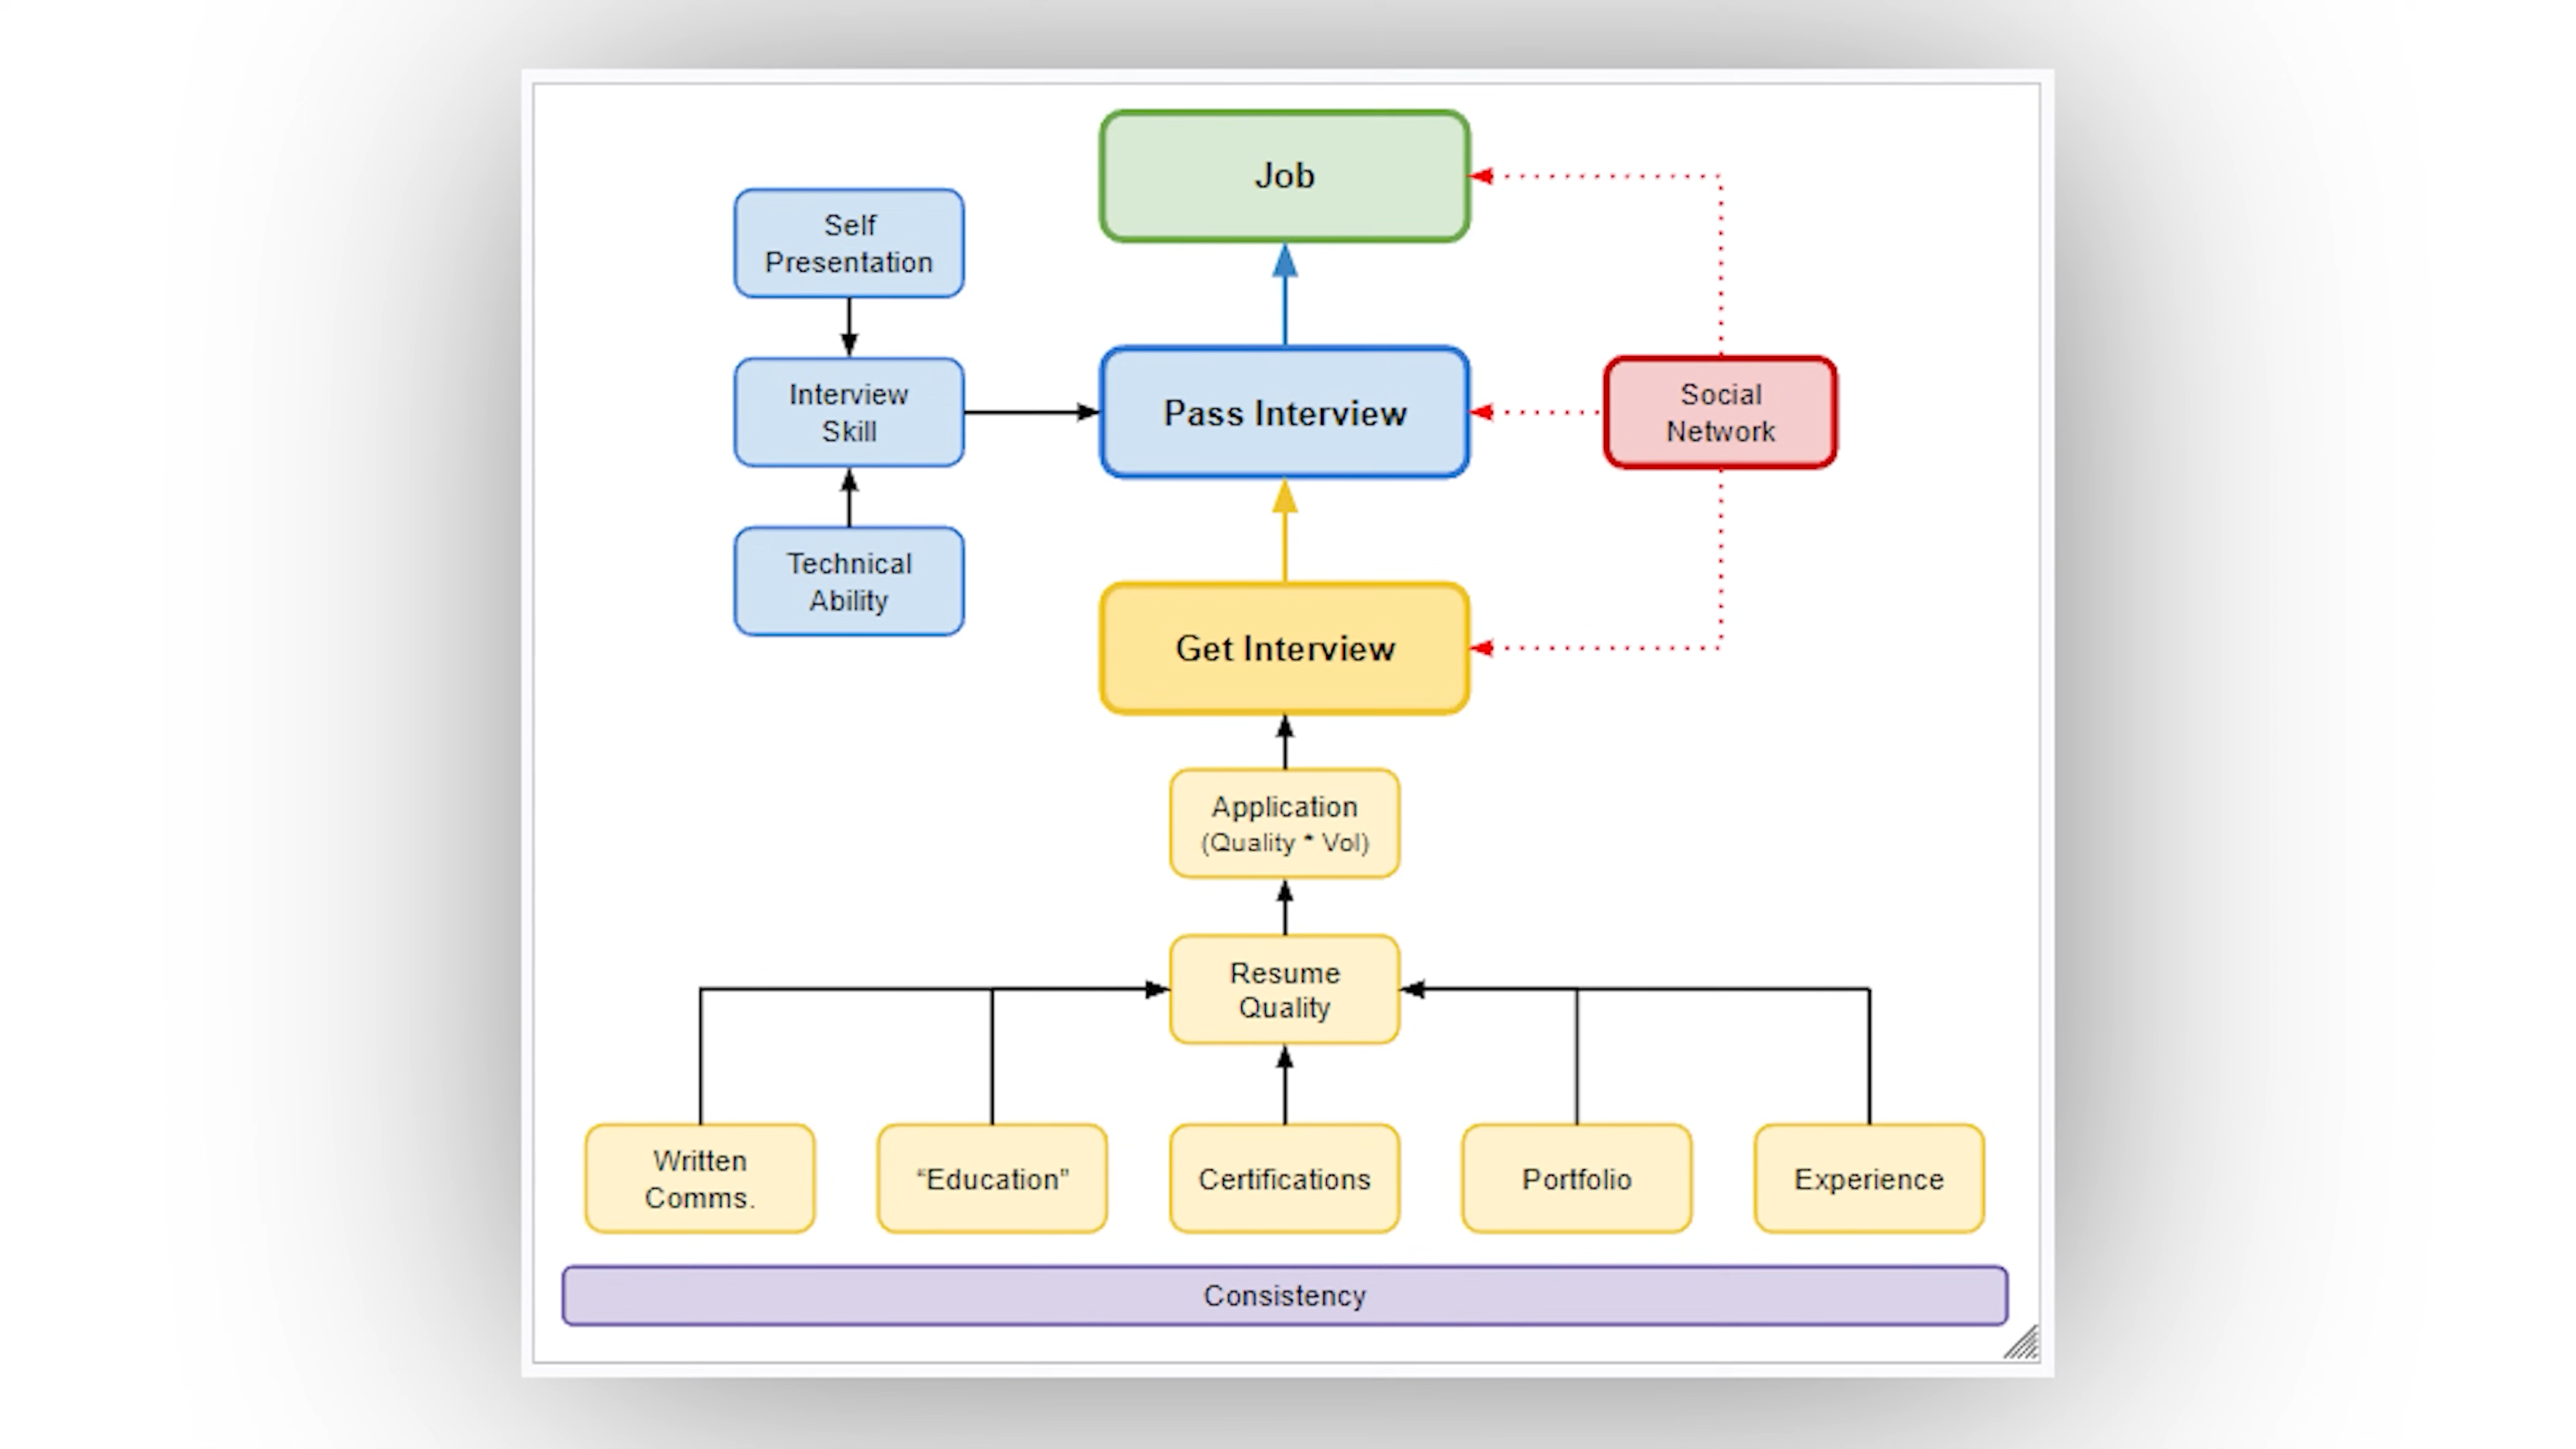 Job
Self
Presentation
Interview
Skill
Pass Interview
Social
Network
Technical
Ability
Get Interview
Application
(Quality * Vol)
Resume
Quality
Written
Comms.
“Education”
Certifications
Portfolio
Experience
Consistency